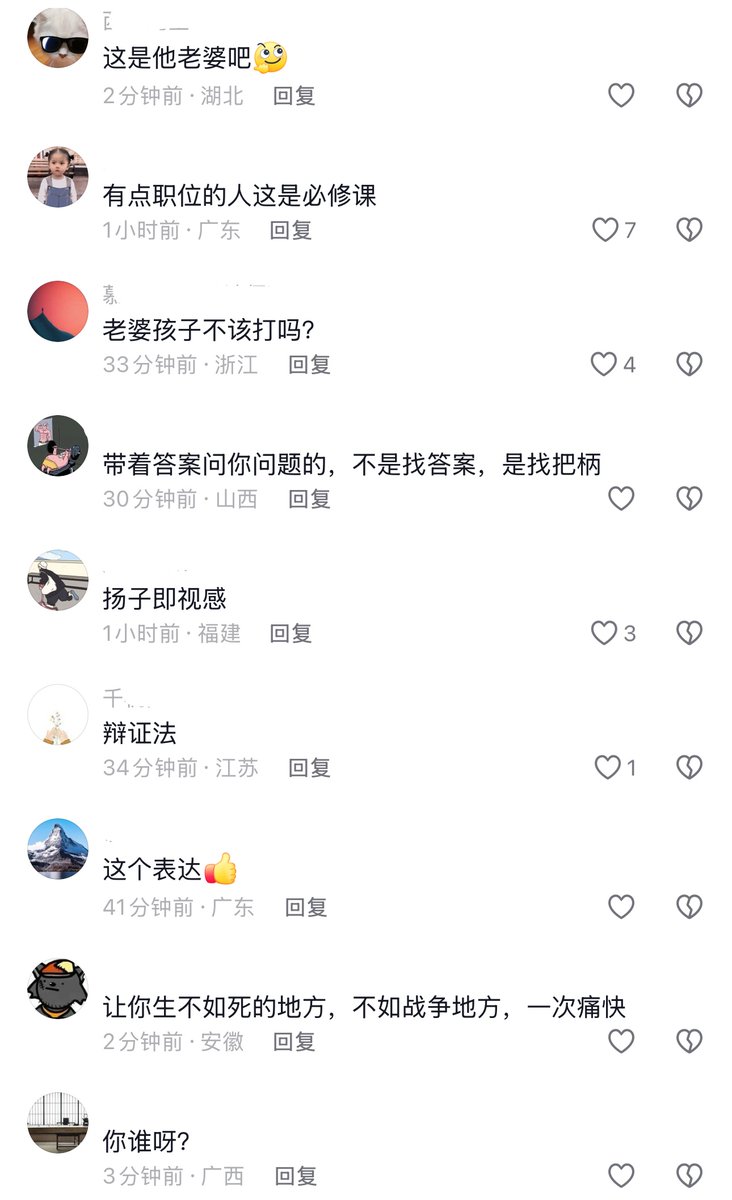 这是他老婆吧
2分钟前·湖北 回复
有点职位的人这是必修课
1小时前·广东 回复 7
老婆孩子不该打吗?
33分钟前·浙江 回复 4
带着答案问你问题的，不是找答案，是找把柄
30分钟前·山西 回复
扬子即视感
1小时前·福建 回复 3
千
辩证法
34分钟前·江苏 回复 1
这个表达
41分钟前·广东 回复
让你生不如死的地方，不如战争地方，一次痛快
2分钟前·安徽 回复
你谁呀?
3分钟前·广西 回复